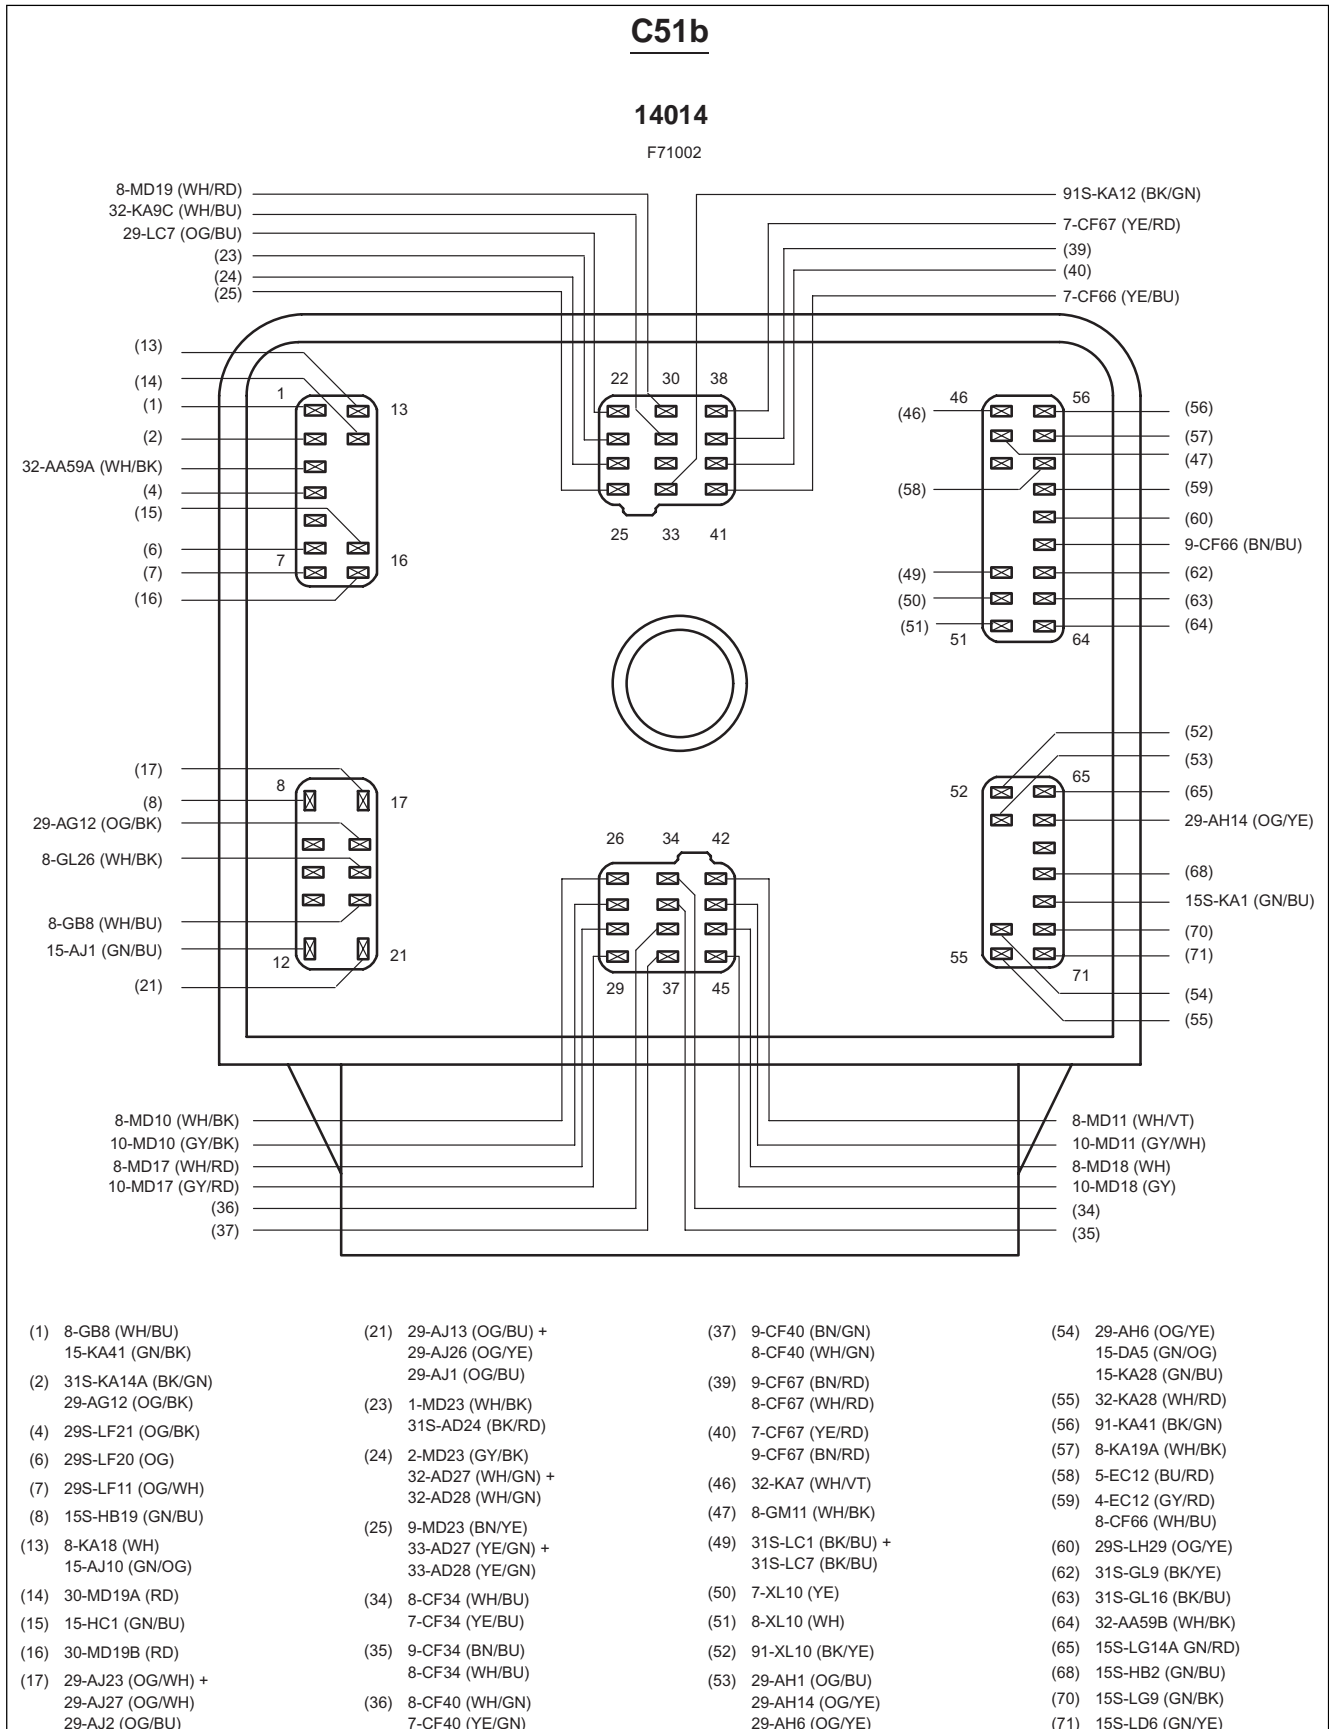 C51b
14014
F71002
8-MD19 (WH/RD)
32-KA9C (WH/BU)
29-LC7 (OG/BU)
(23)
(24)
(25)
91S-KA12 (BK/GN)
7-CF67 (YE/RD)
(39)
(40)
7-CF66 (YE/BU)
(13)
(14)
(1)
(2)
32-AA59A (WH/BK)
(4)
(15)
(6)
(7)
(16)
1
13
7
16
22 30 38
25 33 41
46
56
51
64
(46)
(58)
(49)
(50)
(51)
(56)
(57)
(47)
(59)
(60)
9-CF66 (BN/BU)
(62)
(63)
(64)
(17)
(8)
29-AG12 (OG/BK)
8-GL26 (WH/BK)
8-GB8 (WH/BU)
15-AJ1 (GN/BU)
(21)
8
17
12
21
26 34 42
29 37 45
52
65
55
71
(52)
(53)
(65)
29-AH14 (OG/YE)
(68)
15S-KA1 (GN/BU)
(70)
(71)
(54)
(55)
8-MD10 (WH/BK)
10-MD10 (GY/BK)
8-MD17 (WH/RD)
10-MD17 (GY/RD)
(36)
(37)
8-MD11 (WH/VT)
10-MD11 (GY/WH)
8-MD18 (WH)
10-MD18 (GY)
(34)
(35)
(1) 8-GB8 (WH/BU)
15-KA41 (GN/BK)
(2) 31S-KA14A (BK/GN)
29-AG12 (OG/BK)
(4) 29S-LF21 (OG/BK)
(6) 29S-LF20 (OG)
(7) 29S-LF11 (OG/WH)
(8) 15S-HB19 (GN/BU)
(13) 8-KA18 (WH)
15-AJ10 (GN/OG)
(14) 30-MD19A (RD)
(15) 15-HC1 (GN/BU)
(16) 30-MD19B (RD)
(17) 29-AJ23 (OG/WH) +
29-AJ27 (OG/WH)
29-AJ2 (OG/BU)
(21) 29-AJ13 (OG/BU) +
29-AJ26 (OG/YE)
29-AJ1 (OG/BU)
(23) 1-MD23 (WH/BK)
31S-AD24 (BK/RD)
(24) 2-MD23 (GY/BK)
32-AD27 (WH/GN) +
32-AD28 (WH/GN)
(25) 9-MD23 (BN/YE)
33-AD27 (YE/GN) +
33-AD28 (YE/GN)
(34) 8-CF34 (WH/BU)
7-CF34 (YE/BU)
(35) 9-CF34 (BN/BU)
8-CF34 (WH/BU)
(36) 8-CF40 (WH/GN)
7-CF40 (YE/GN)
(37) 9-CF40 (BN/GN)
8-CF40 (WH/GN)
(39) 9-CF67 (BN/RD)
8-CF67 (WH/RD)
(40) 7-CF67 (YE/RD)
9-CF67 (BN/RD)
(46) 32-KA7 (WH/VT)
(47) 8-GM11 (WH/BK)
(49) 31S-LC1 (BK/BU) +
31S-LC7 (BK/BU)
(50) 7-XL10 (YE)
(51) 8-XL10 (WH)
(52) 91-XL10 (BK/YE)
(53) 29-AH1 (OG/BU)
29-AH14 (OG/YE)
29-AH6 (OG/YE)
(54) 29-AH6 (OG/YE)
15-DA5 (GN/OG)
15-KA28 (GN/BU)
(55) 32-KA28 (WH/RD)
(56) 91-KA41 (BK/GN)
(57) 8-KA19A (WH/BK)
(58) 5-EC12 (BU/RD)
(59) 4-EC12 (GY/RD)
8-CF66 (WH/BU)
(60) 29S-LH29 (OG/YE)
(62) 31S-GL9 (BK/YE)
(63) 31S-GL16 (BK/BU)
(64) 32-AA59B (WH/BK)
(65) 15S-LG14A GN/RD)
(68) 15S-HB2 (GN/BU)
(70) 15S-LG9 (GN/BK)
(71) 15S-LD6 (GN/YE)